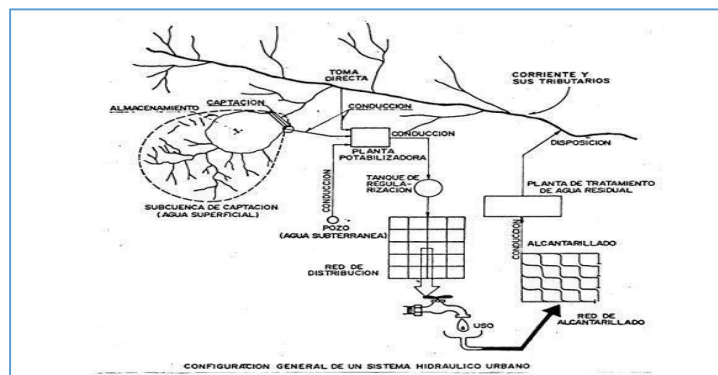 TOMA
DIRECTA
CORRIENTE Y
SUS TRIBUTARIOS
ALMACENAMIENTO
CAPTACION
CONDUCCION
CONDUCCION
PLANTA
POTABILIZADORA
DISPOSICION
TANQUE DE
REGULA-
RIZACION
PLANTA DE TRATAMIENTO
DE AGUA RESIDUAL
SUBCUENCA DE CAPTACION
(AGUA SUPERFICIAL)
CONDUCCION
POZO
(AGUA SUBTERRANEA)
RED DE
DISTRIBUCION
CONDUCCION
ALCANTARILLADO
USO
RED DE
ALCANTARILLADO
CONFIGURACION GENERAL DE UN SISTEMA HIDRAULICO URBANO